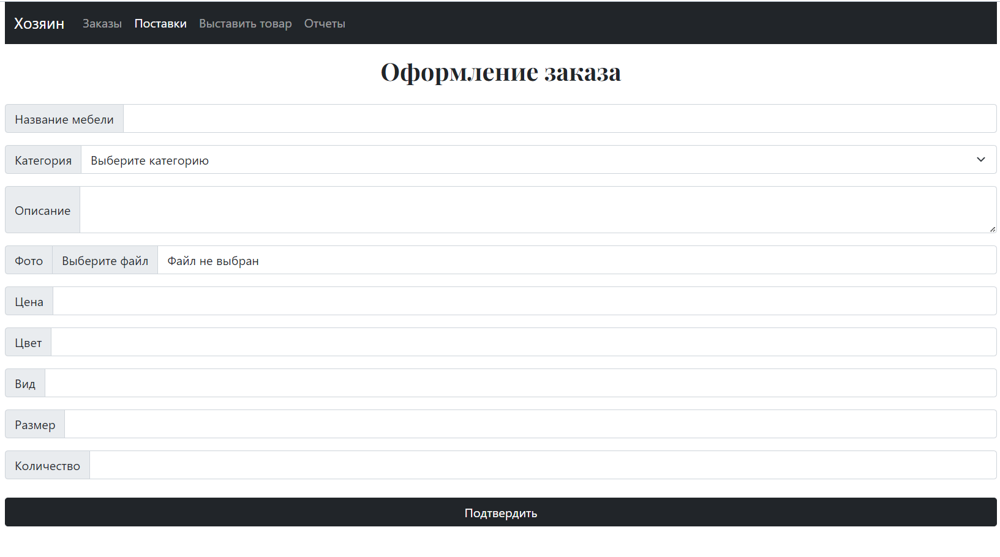 Хозяин Заказы Поставки Выставить товар Отчеты
Оформление заказа
Название мебели
Категория Выберите категорию
Описание
Фото Выберите файл Файл не выбран
Цена
Цвет
Вид
Размер
Количество
Подтвердить